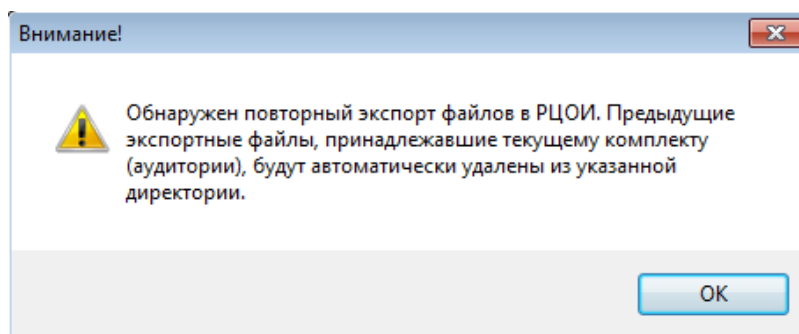 Внимание!
Обнаружен повторный экспорт файлов в РЦОИ. Предыдущие
экспортные файлы, принадлежавшие текущему комплекту
(аудитории), будут автоматически удалены из указанной
директории.
OK